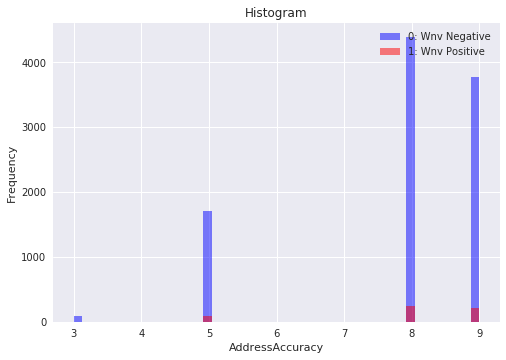 Histogram
0: Wnv Negative
1: Wnv Positive
Frequency
4000
3000
2000
1000
0
3 4 5 6 7 8 9
AddressAccuracy